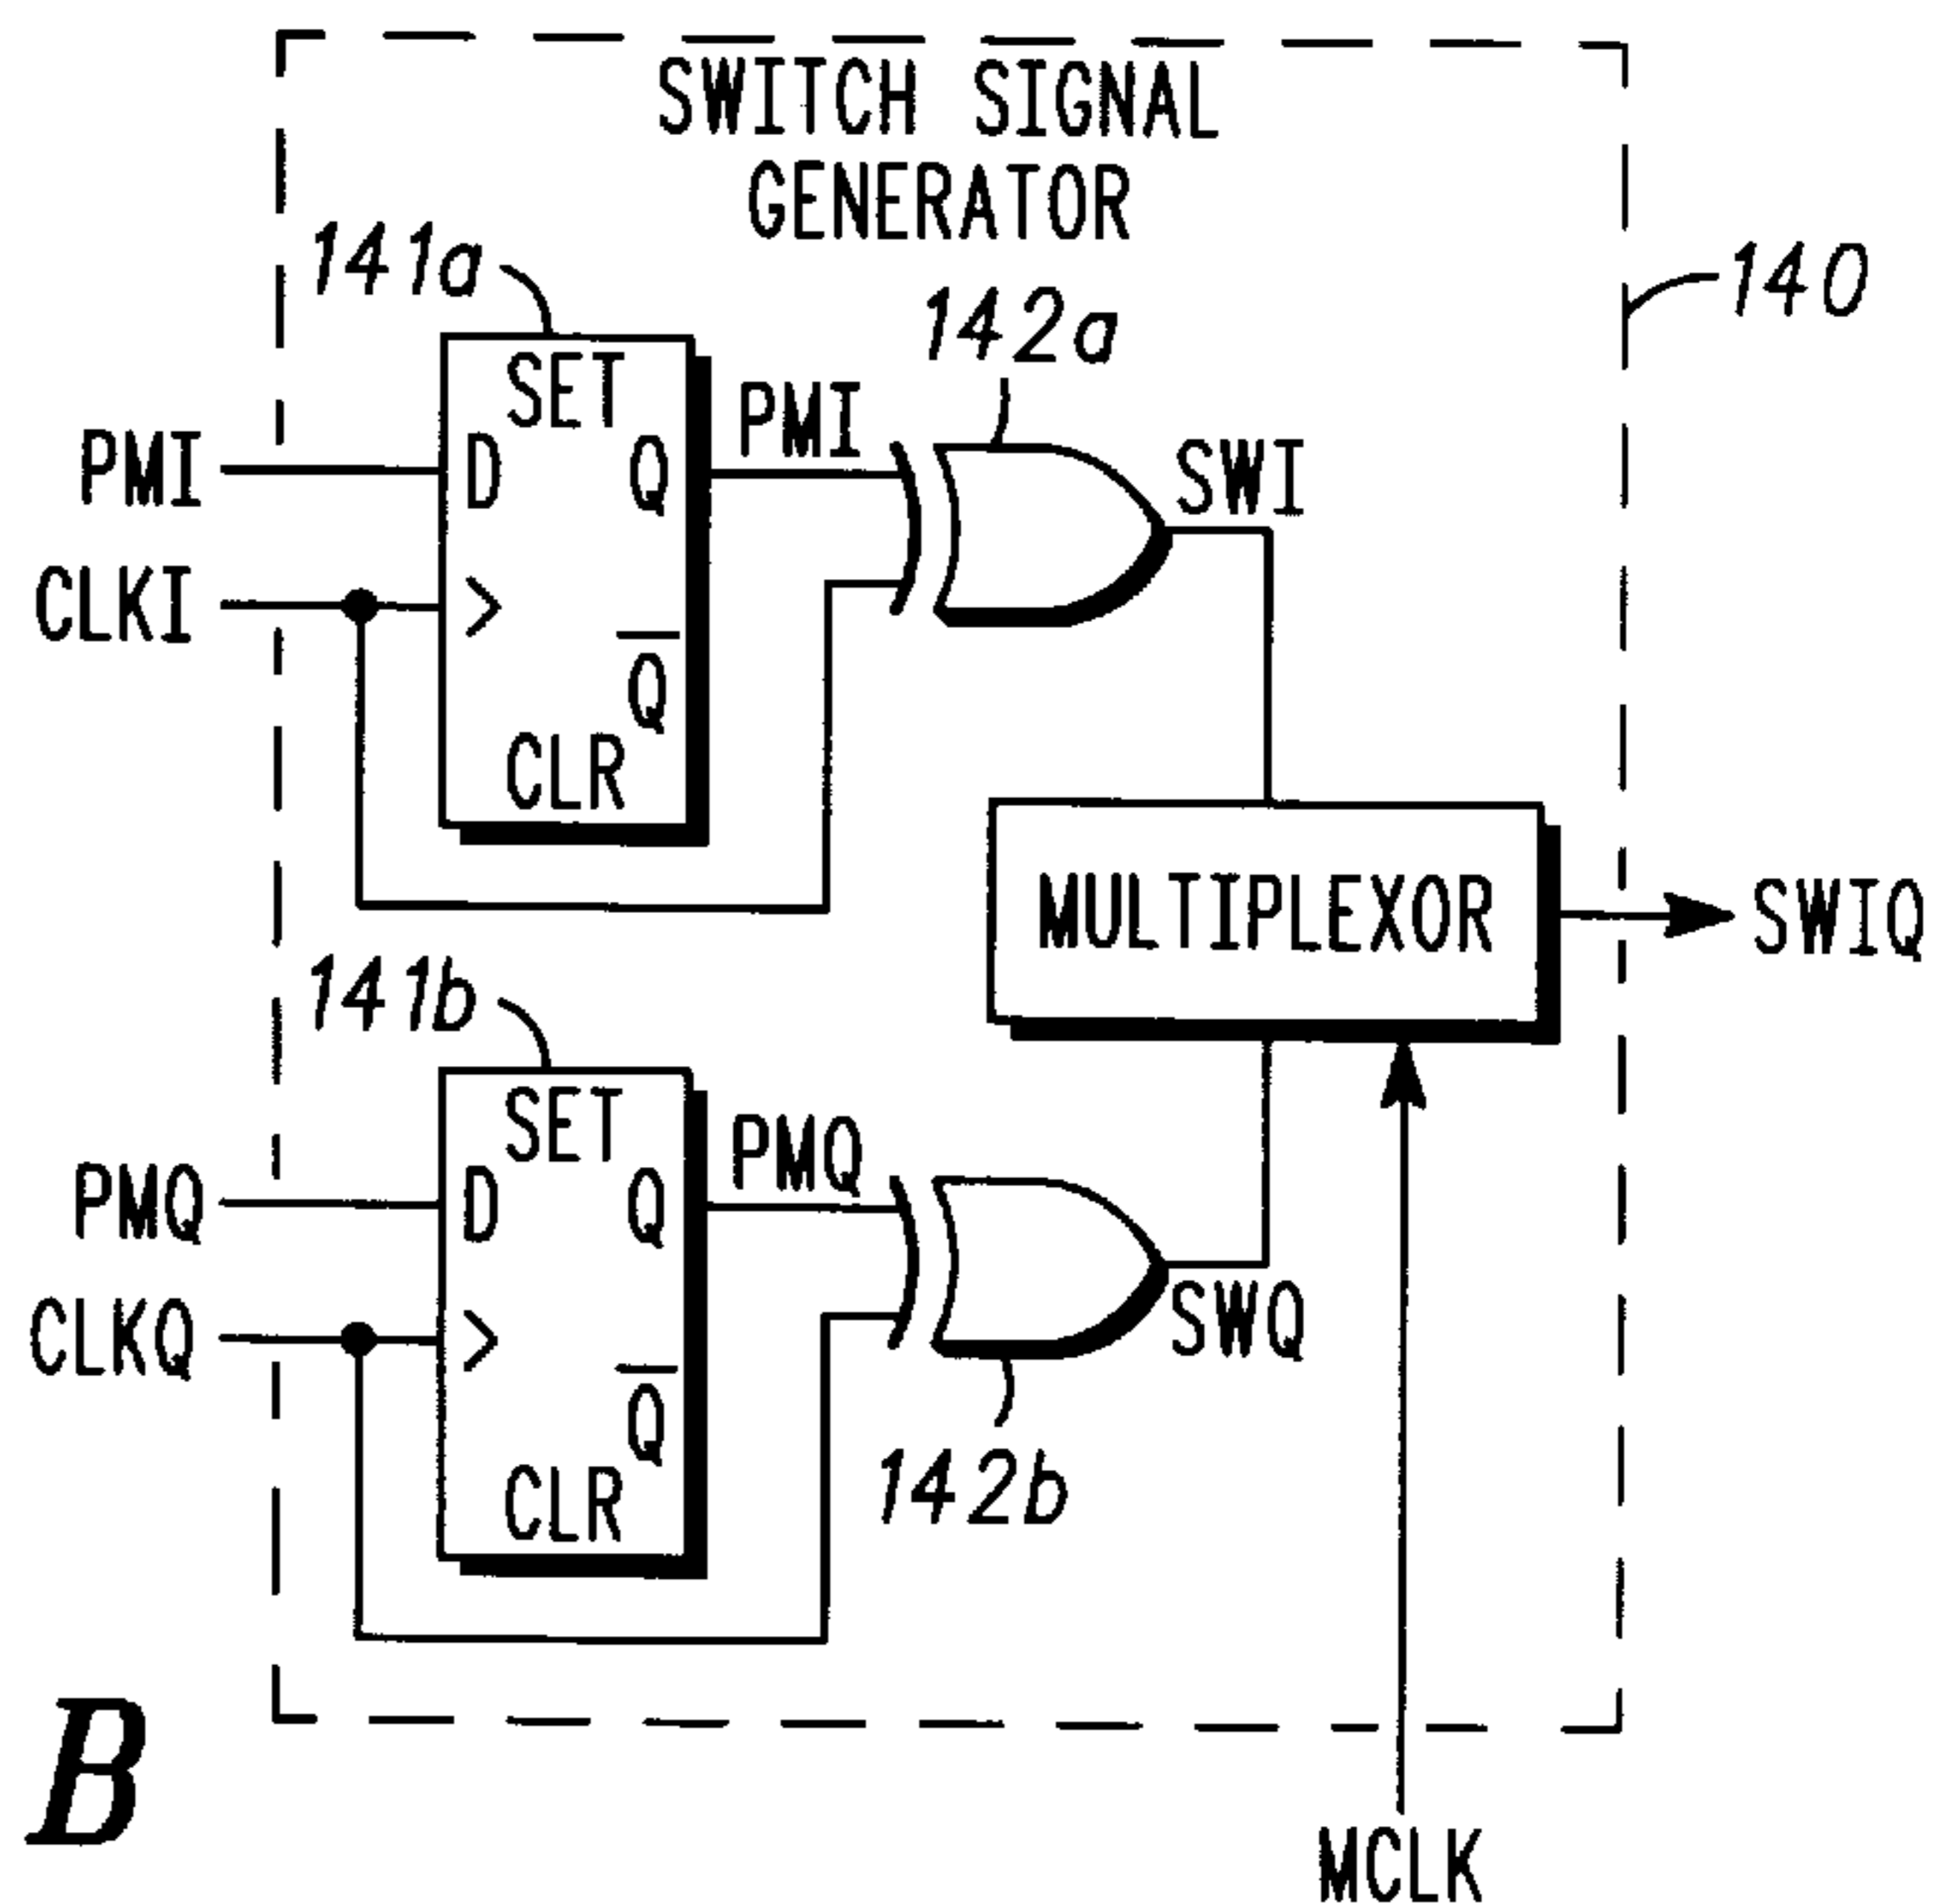 SWITCH SIGNAL
GENERATOR
141a
142a
140
SET
PMI
PMI
D
Q
SWI
CLKI
>
Q̅
CLR
MULTIPLEXOR
SWIQ
141b
SET
PMQ
PMQ
D
Q
CLKQ
>
SWQ
Q̅
CLR
142b
B
MCLK